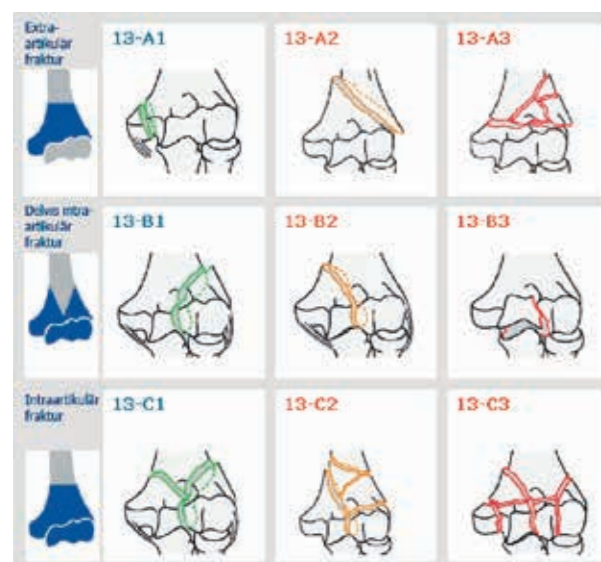 Extra-
artikulär
fraktur
13-A1
13-A2
13-A3
Delvis intra-
artikulär
fraktur
13-B1
13-B2
13-B3
Intraartikulär
fraktur
13-C1
13-C2
13-C3